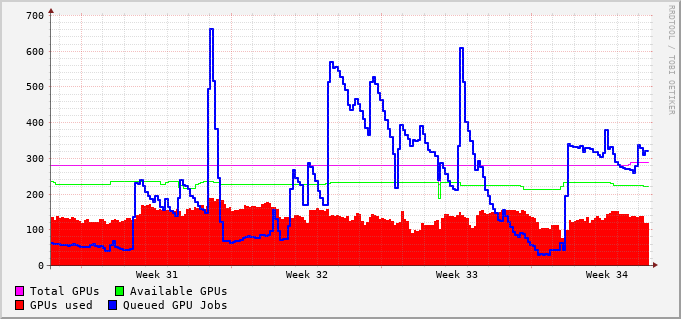 700
600
500
400
300
200
100
0
Week 31 Week 32 Week 33 Week 34
Total GPUs Available GPUs
GPUs used Queued GPU Jobs
RRDTOOL / TOBI OETIKER